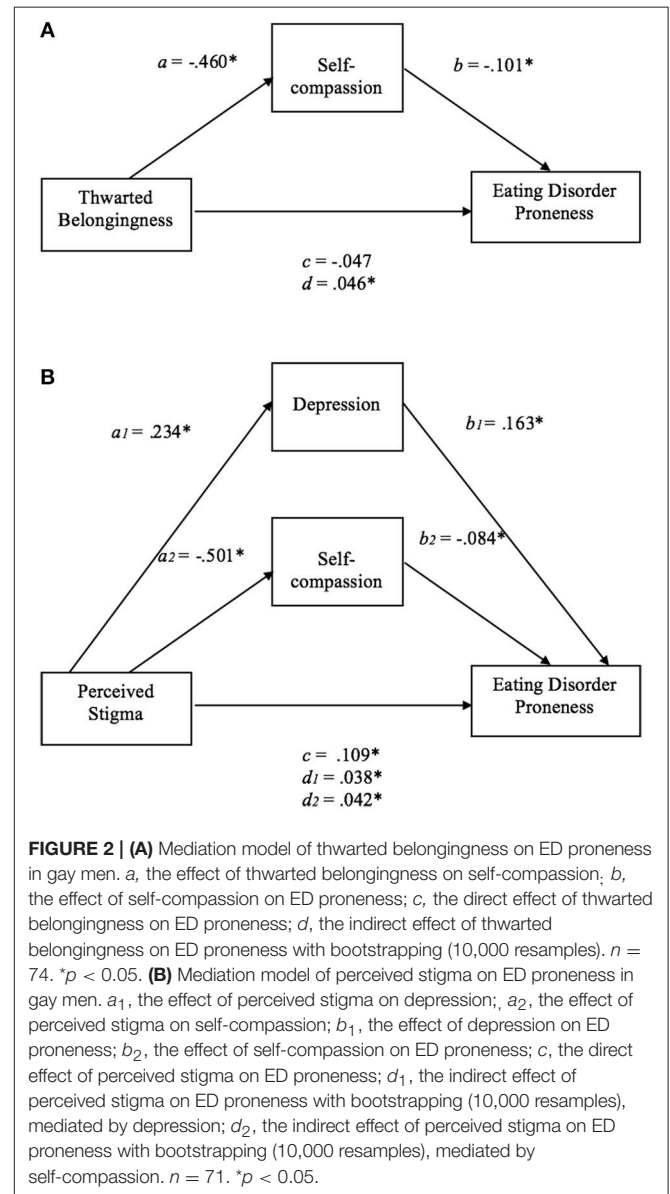 A
a = -.460*
Self-
compassion
b = -.101*
Thwarted
Belongingness
Eating Disorder
Proneness
c = -.047
d = .046*
B
Depression
a1 = .234*
b1= .163*
a2 = -.501*
Self-
compassion
b2 = -.084*
Perceived
Stigma
Eating Disorder
Proneness
c = .109*
d1 = .038*
d2 = .042*
FIGURE 2 | (A) Mediation model of thwarted belongingness on ED proneness
in gay men. a, the effect of thwarted belongingness on self-compassion; b,
the effect of self-compassion on ED proneness; c, the direct effect of thwarted
belongingness on ED proneness; d, the indirect effect of thwarted
belongingness on ED proneness with bootstrapping (10,000 resamples). n =
74. *p < 0.05. (B) Mediation model of perceived stigma on ED proneness in
gay men. a1, the effect of perceived stigma on depression;, a2, the effect of
perceived stigma on self-compassion; b1, the effect of depression on ED
proneness; b2, the effect of self-compassion on ED proneness; c, the direct
effect of perceived stigma on ED proneness; d1, the indirect effect of
perceived stigma on ED proneness with bootstrapping (10,000 resamples),
mediated by depression; d2, the indirect effect of perceived stigma on ED
proneness with bootstrapping (10,000 resamples), mediated by
self-compassion. n = 71. *p < 0.05.